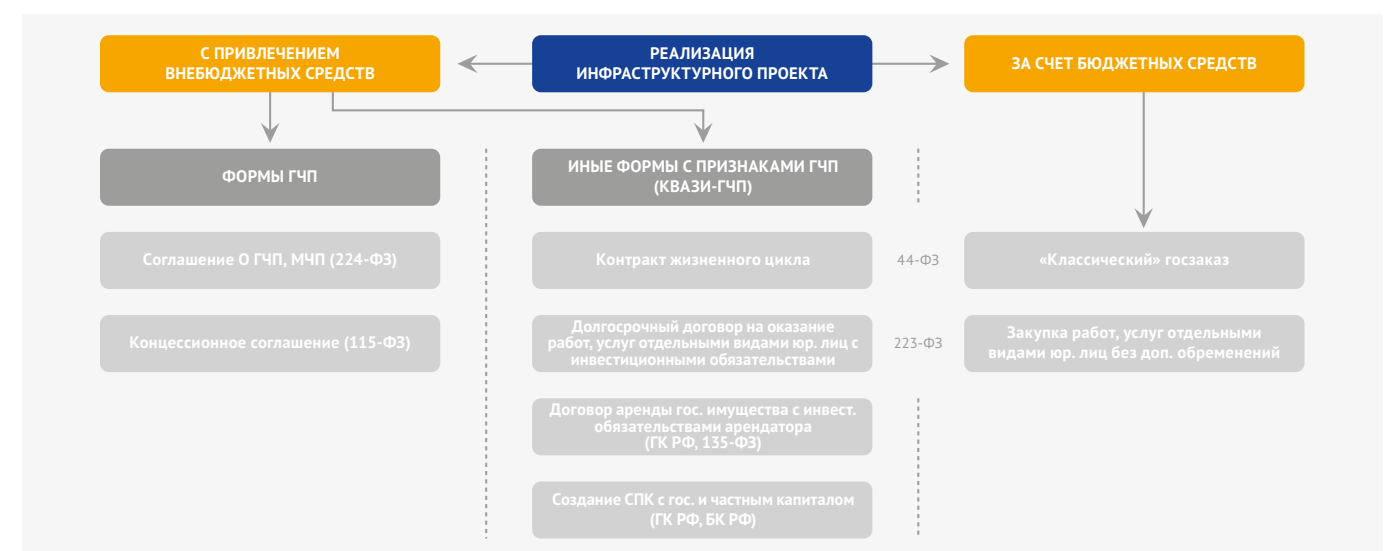 С ПРИВЛЕЧЕНИЕМ
ВНЕБЮДЖЕТНЫХ СРЕДСТВ
РЕАЛИЗАЦИЯ
ИНФРАСТРУКТУРНОГО ПРОЕКТА
ЗА СЧЕТ БЮДЖЕТНЫХ СРЕДСТВ
ФОРМЫ ГЧП
ИНЫЕ ФОРМЫ С ПРИЗНАКАМИ ГЧП
(КВАЗИ-ГЧП)
Соглашение О ГЧП, МЧП (224-ФЗ)
Контракт жизненного цикла
44-ФЗ
«Классический» госзаказ
Концессионное соглашение (115-ФЗ)
Долгосрочный договор на оказание
работ, услуг отдельными видами юр. лиц с
инвестиционными обязательствами
223-ФЗ
Закупка работ, услуг отдельными
видами юр. лиц без доп. обременений
Договор аренды гос. имущества с инвест.
обязательствами арендатора
(ГК РФ, 135-ФЗ)
Создание СПК с гос. и частным капиталом
(ГК РФ, БК РФ)